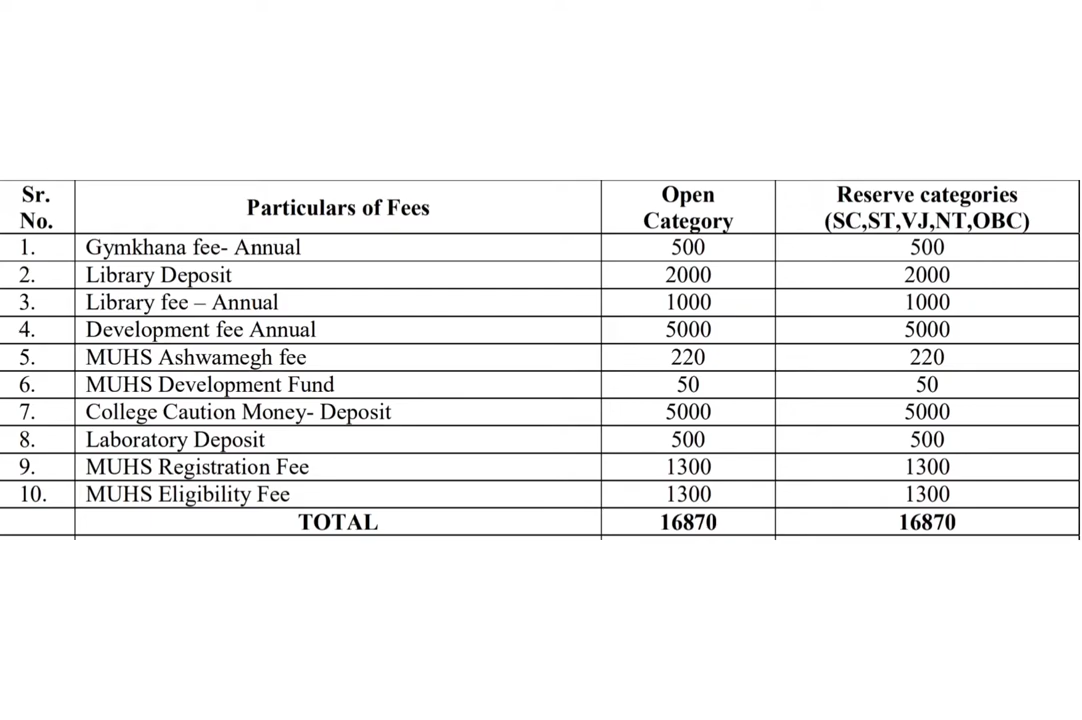 Sr. No. Particulars of Fees Open Category Reserve categories (SC,ST,VJ,NT,OBC)
1. Gymkhana fee- Annual 500 500
2. Library Deposit 2000 2000
3. Library fee – Annual 1000 1000
4. Development fee Annual 5000 5000
5. MUHS Ashwamegh fee 220 220
6. MUHS Development Fund 50 50
7. College Caution Money- Deposit 5000 5000
8. Laboratory Deposit 500 500
9. MUHS Registration Fee 1300 1300
10. MUHS Eligibility Fee 1300 1300
TOTAL 16870 16870